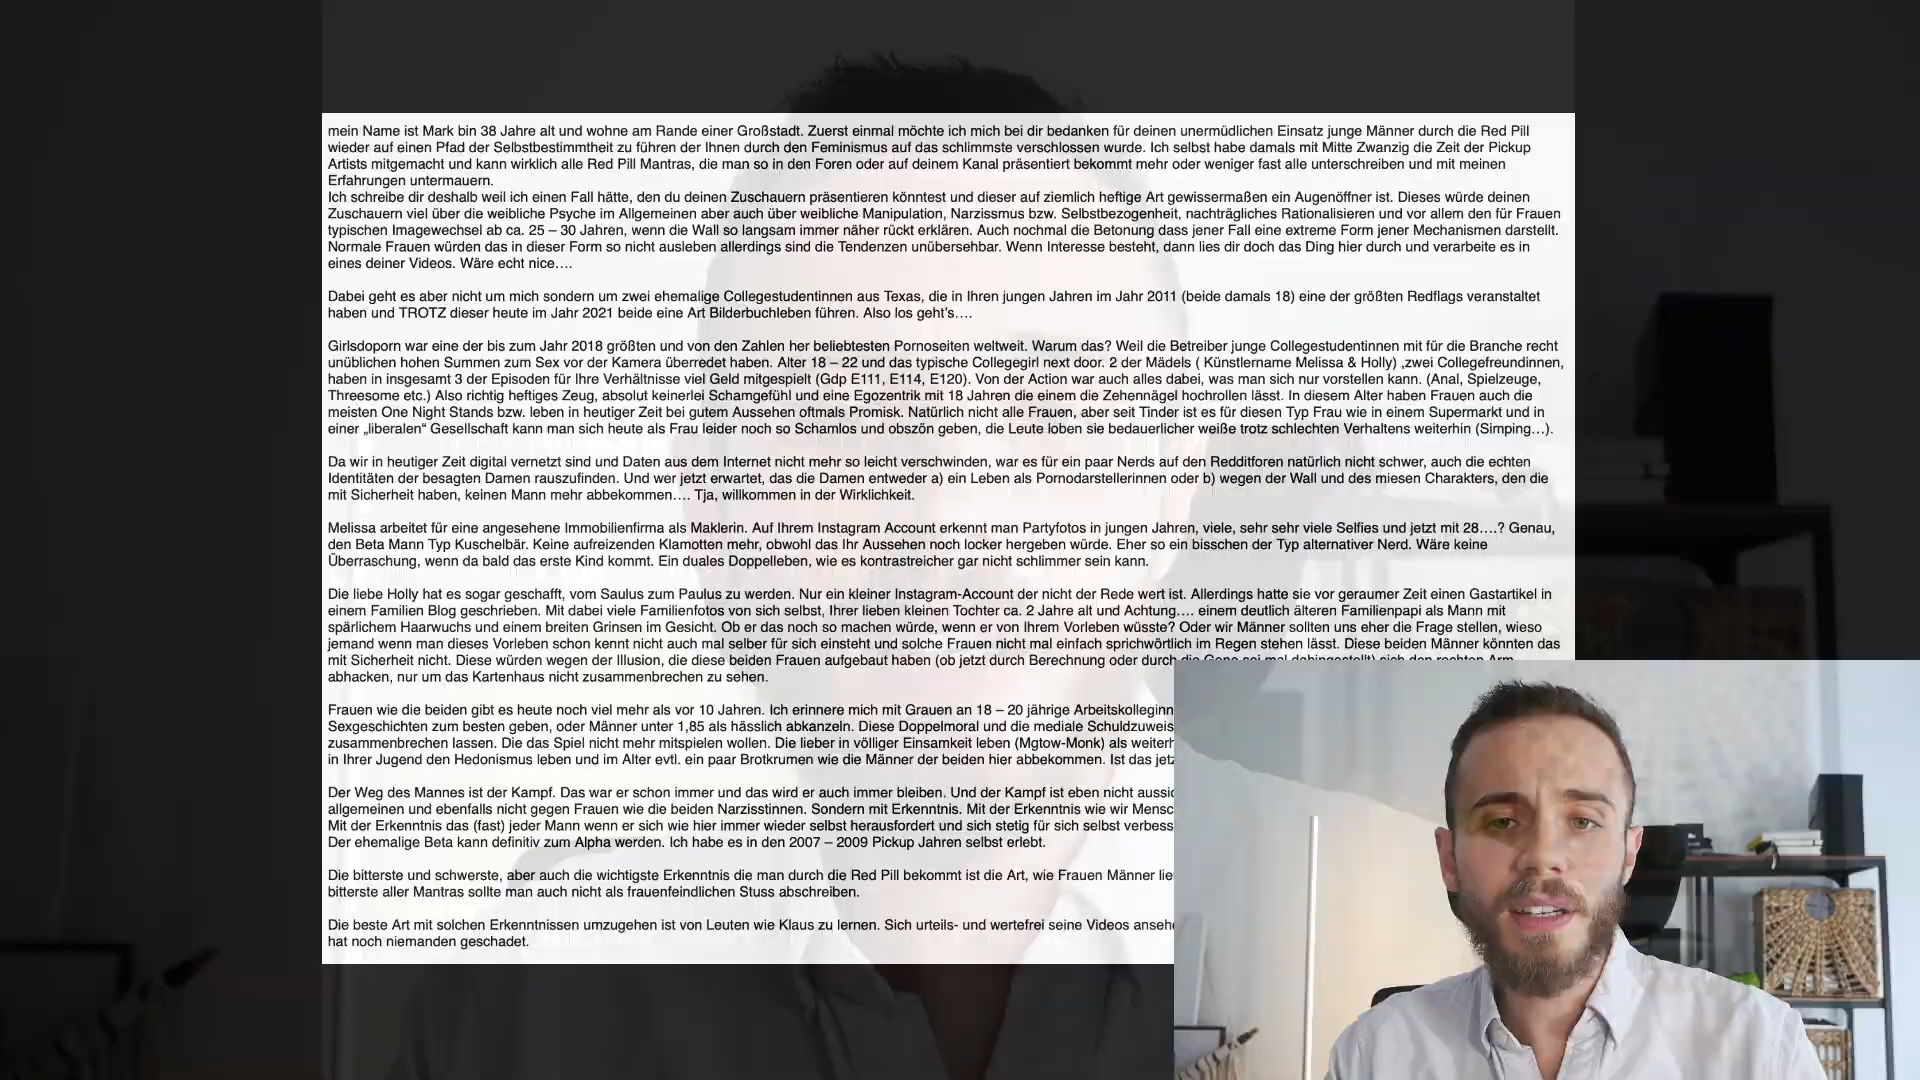 mein Name ist Mark bin 38 Jahre alt und wohne am Rande einer Großstadt. Zuerst einmal möchte ich mich bei dir bedanken für deinen unermüdlichen Einsatz junge Männer durch die Red Pill
wieder auf einen Pfad der Selbstbestimmtheit zu führen der Ihnen durch den Feminismus auf das schlimmste verschlossen wurde. Ich selbst habe damals mit Mitte Zwanzig die Zeit der Pickup
Artists mitgemacht und kann wirklich alle Red Pill Mantras, die man so in den Foren oder auf deinem Kanal präsentiert bekommt mehr oder weniger fast alle unterschreiben und mit meinen
Erfahrungen untermauern.
Ich schreibe dir deshalb weil ich einen Fall hätte, den du deinen Zuschauern präsentieren könntest und dieser auf ziemlich heftige Art gewissermaßen ein Augenöffner ist. Dieses würde deinen
Zuschauern viel über die weibliche Psyche im Allgemeinen aber auch über weibliche Manipulation, Narzissmus bzw. Selbstbezogenheit, nachträgliches Rationalisieren und vor allem den für Frauen
typischen Imagewechsel ab ca. 25 – 30 Jahren, wenn die Wall so langsam immer näher rückt erklären. Auch nochmal die Betonung dass jener Fall eine extreme Form jener Mechanismen darstellt.
Normale Frauen würden das in dieser Form so nicht ausleben allerdings sind die Tendenzen unübersehbar. Wenn Interesse besteht, dann lies dir doch das Ding hier durch und verarbeite es in
eines deiner Videos. Wäre echt nice….
Dabei geht es aber nicht um mich sondern um zwei ehemalige Collegestudentinnen aus Texas, die in Ihren jungen Jahren im Jahr 2011 (beide damals 18) eine der größten Redflags veranstaltet
haben und TROTZ dieser heute im Jahr 2021 beide eine Art Bilderbuchleben führen. Also los geht's….
Girlsdoporn war eine der bis zum Jahr 2018 größten und von den Zahlen her beliebtesten Pornoseiten weltweit. Warum das? Weil die Betreiber junge Collegestudentinnen mit für die Branche recht
unüblichen hohen Summen zum Sex vor der Kamera überredet haben. Alter 18 – 22 und das typische Collegegirl next door. 2 der Mädels ( Künstlername Melissa & Holly) ,zwei Collegefreundinnen,
haben in insgesamt 3 der Episoden für Ihre Verhältnisse viel Geld mitgespielt (Gdp E111, E114, E120). Von der Action war auch alles dabei, was man sich nur vorstellen kann. (Anal, Spielzeuge,
Threesome etc.) Also richtig heftiges Zeug, absolut keinerlei Schamgefühl und eine Egozentrik mit 18 Jahren die einem die Zehennägel hochrollen lässt. In diesem Alter haben Frauen auch die
meisten One Night Stands bzw. leben in heutiger Zeit bei gutem Aussehen oftmals Promisk. Natürlich nicht alle Frauen, aber seit Tinder ist es für diesen Typ Frau wie in einem Supermarkt und in
einer „liberalen“ Gesellschaft kann man sich heute als Frau leider noch so Schamlos und obszön geben, die Leute loben sie bedauerlicher weiße trotz schlechten Verhaltens weiterhin (Simping…).
Da wir in heutiger Zeit digital vernetzt sind und Daten aus dem Internet nicht mehr so leicht verschwinden, war es für ein paar Nerds auf den Redditforen natürlich nicht schwer, auch die echten
Identitäten der besagten Damen rauszufinden. Und wer jetzt erwartet, das die Damen entweder a) ein Leben als Pornodarstellerinnen oder b) wegen der Wall und des miesen Charakters, den die
mit Sicherheit haben, keinen Mann mehr abbekommen…. Tja, willkommen in der Wirklichkeit.
Melissa arbeitet für eine angesehene Immobilienfirma als Maklerin. Auf Ihrem Instagram Account erkennt man Partyfotos in jungen Jahren, viele, sehr sehr viele Selfies und jetzt mit 28….? Genau,
den Beta Mann Typ Kuschelbär. Keine aufreizenden Klamotten mehr, obwohl das Ihr Aussehen noch locker hergeben würde. Eher so ein bisschen der Typ alternativer Nerd. Wäre keine
Überraschung, wenn da bald das erste Kind kommt. Ein duales Doppelleben, wie es kontrastreicher gar nicht schlimmer sein kann.
Die liebe Holly hat es sogar geschafft, vom Saulus zum Paulus zu werden. Nur ein kleiner Instagram-Account der nicht der Rede wert ist. Allerdings hatte sie vor geraumer Zeit einen Gastartikel in
einem Familien Blog geschrieben. Mit dabei viele Familienfotos von sich selbst, Ihrer lieben kleinen Tochter ca. 2 Jahre alt und Achtung…. einem deutlich älteren Familienpapi als Mann mit
spärlichem Haarwuchs und einem breiten Grinsen im Gesicht. Ob er das noch so machen würde, wenn er von Ihrem Vorleben wüsste? Oder wir Männer sollten uns eher die Frage stellen, wieso
jemand wenn man dieses Vorleben schon kennt nicht auch mal selber für sich einsteht und solche Frauen nicht mal einfach sprichwörtlich im Regen stehen lässt. Diese beiden Männer könnten das
mit Sicherheit nicht. Diese würden wegen der Illusion, die diese beiden Frauen aufgebaut haben (ob jetzt durch Berechnung oder durch
abhacken, nur um das Kartenhaus nicht zusammenbrechen zu sehen.
Frauen wie die beiden gibt es heute noch viel mehr als vor 10 Jahren. Ich erinnere mich mit Grauen an 18 – 20 jährige
Sexgeschichten zum besten geben, oder Männer unter 1,85 als hässlich abkanzeln. Diese Doppelmoral und die mediale
zusammenbrechen lassen. Die das Spiel nicht mehr mitspielen wollen. Die lieber in völliger Einsamkeit leben (Mgtow-Monk) als
in Ihrer Jugend den Hedonismus leben und im Alter evtl. ein paar Brotkrumen wie die Männer der beiden hier abbekommen. Ist das
Der Weg des Mannes ist der Kampf. Das war er schon immer und das wird er auch immer bleiben. Und der Kampf ist eben nicht
allgemeinen und ebenfalls nicht gegen Frauen wie die beiden Narzisstinnen. Sondern mit Erkenntnis. Mit der Erkenntnis wie wir
Mit der Erkenntnis das (fast) jeder Mann wenn er sich wie hier immer wieder selbst herausfordert und sich stetig für sich selbst
Der ehemalige Beta kann definitiv zum Alpha werden. Ich habe es in den 2007 – 2009 Pickup Jahren selbst erlebt.
Die bitterste und schwerste, aber auch die wichtigste Erkenntnis die man durch die Red Pill bekommt ist die Art, wie Frauen Männer
bitterste aller Mantras sollte man auch nicht als frauenfeindlichen Stuss abschreiben.
Die beste Art mit solchen Erkenntnissen umzugehen ist von Leuten wie Klaus zu lernen. Sich urteils- und wertefrei seine Videos
hat noch niemanden geschadet.